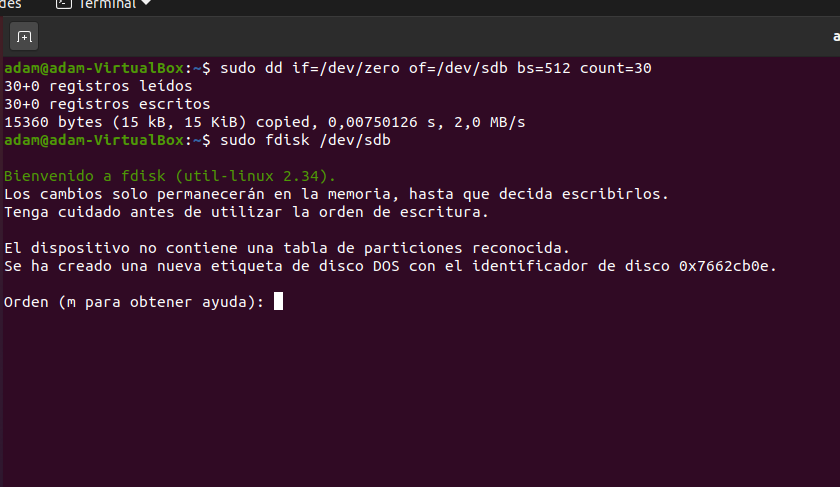 Terminal
a
adam@adam-VirtualBox:~$ sudo dd if=/dev/zero of=/dev/sdb bs=512 count=30
30+0 registros leídos
30+0 registros escritos
15360 bytes (15 kB, 15 KiB) copied, 0,00750126 s, 2,0 MB/s
adam@adam-VirtualBox:~$ sudo fdisk /dev/sdb
Bienvenido a fdisk (util-linux 2.34).
Los cambios solo permanecerán en la memoria, hasta que decida escribirlos.
Tenga cuidado antes de utilizar la orden de escritura.
El dispositivo no contiene una tabla de particiones reconocida.
Se ha creado una nueva etiqueta de disco DOS con el identificador de disco 0x7662cb0e.
Orden (m para obtener ayuda):